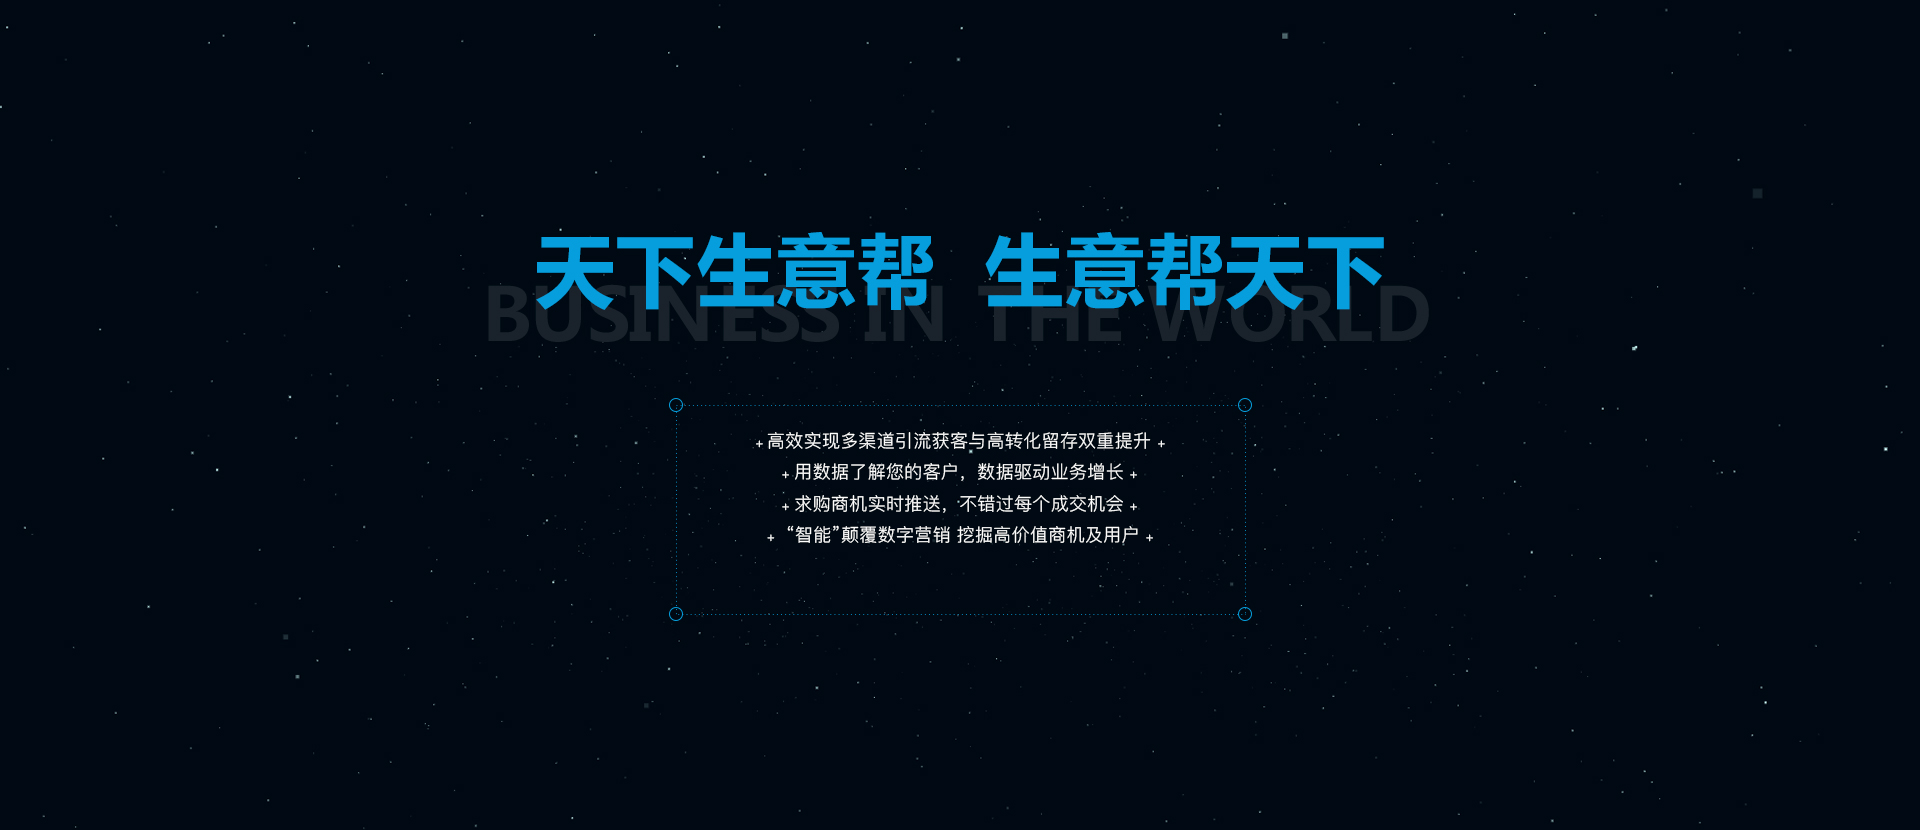 天下生意帮 生意帮天下
BUSINESS IN THE WORLD
+ 高效实现多渠道引流获客与高转化留存双重提升 +
+ 用数据了解您的客户，数据驱动业务增长 +
+ 求购商机实时推送，不错过每个成交机会 +
+ “智能”颠覆数字营销 挖掘高价值商机及用户 +